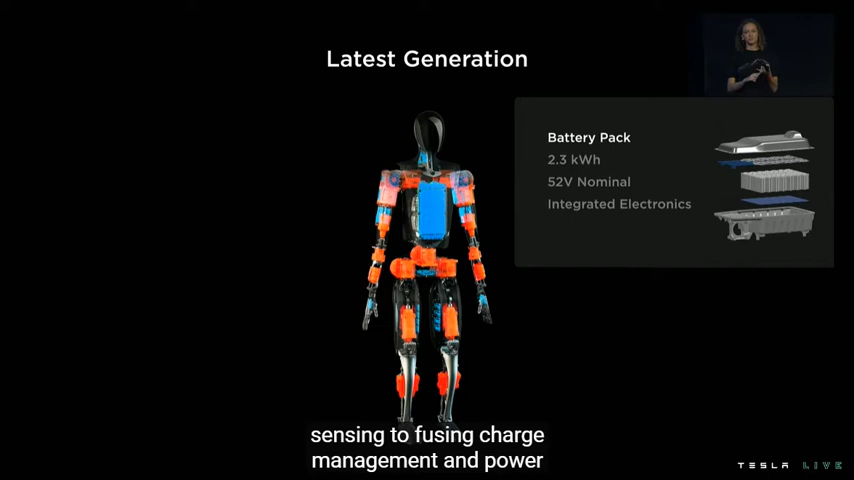 Latest Generation
Battery Pack
2.3 kWh
52V Nominal
Integrated Electronics
sensing to fusing charge
management and power
TESLA LIVE